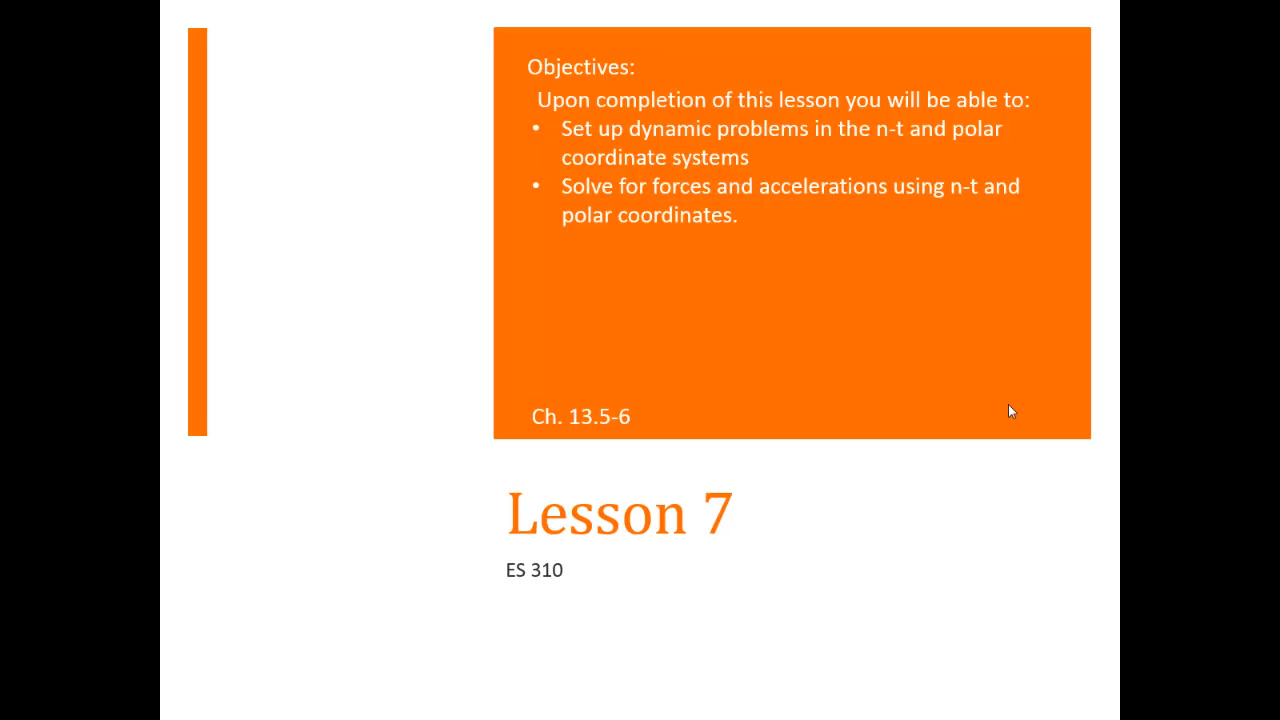 Objectives:
Upon completion of this lesson you will be able to:
• Set up dynamic problems in the n-t and polar
coordinate systems
• Solve for forces and accelerations using n-t and
polar coordinates.
Ch. 13.5-6
Lesson 7
ES 310